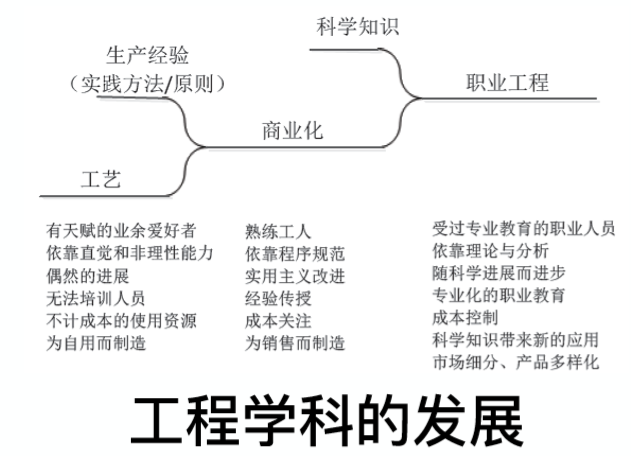 科学知识
生产经验
（实践方法/原则）
职业工程
商业化
工艺
有天赋的业余爱好者
依靠直觉和非理性能力
偶然的进展
无法培训人员
不计成本的使用资源
为自用而制造
熟练工人
依靠程序规范
实用主义改进
经验传授
成本关注
为销售而制造
受过专业教育的职业人员
依靠理论与分析
随科学进展而进步
专业化的职业教育
成本控制
科学知识带来新的应用
市场细分、产品多样化
工程学科的发展